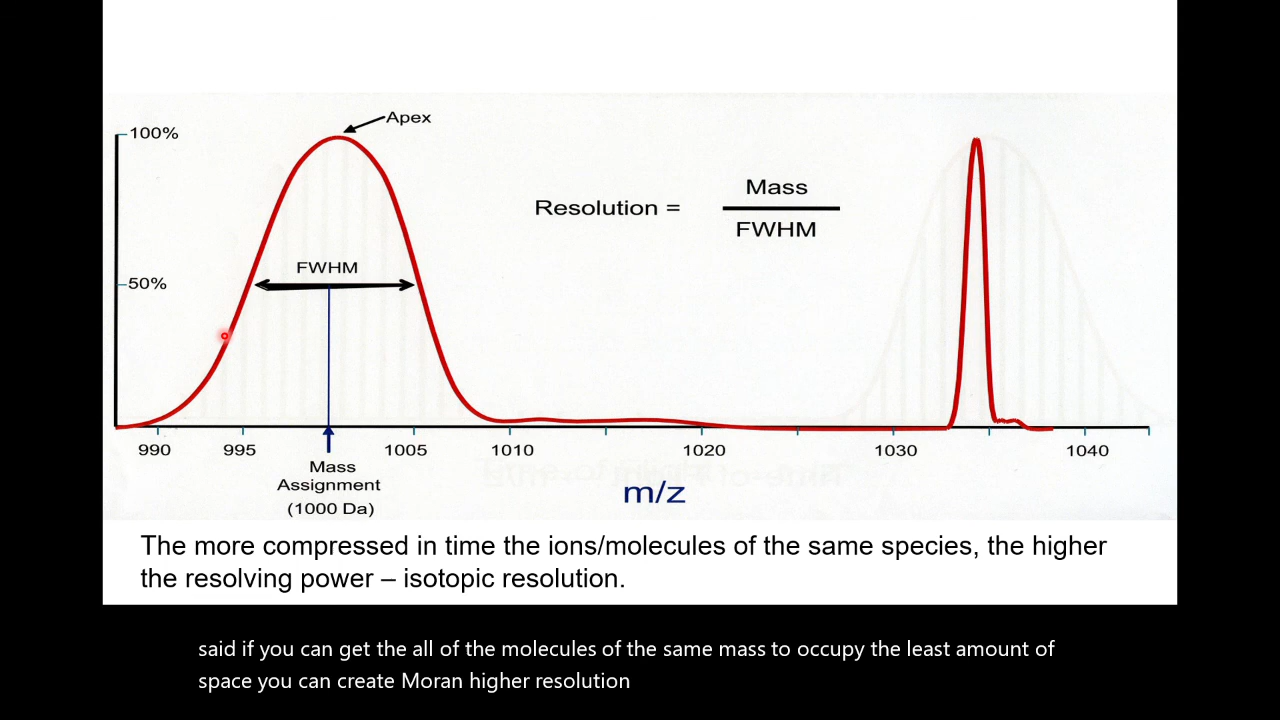 Apex
100%
Mass
Resolution =
FWHM
FWHM
50%
990 995 1005 1010 1020 1030 1040
Mass
Assignment
(1000 Da)
m/z
The more compressed in time the ions/molecules of the same species, the higher
the resolving power – isotopic resolution.
said if you can get the all of the molecules of the same mass to occupy the least amount of
space you can create Moran higher resolution